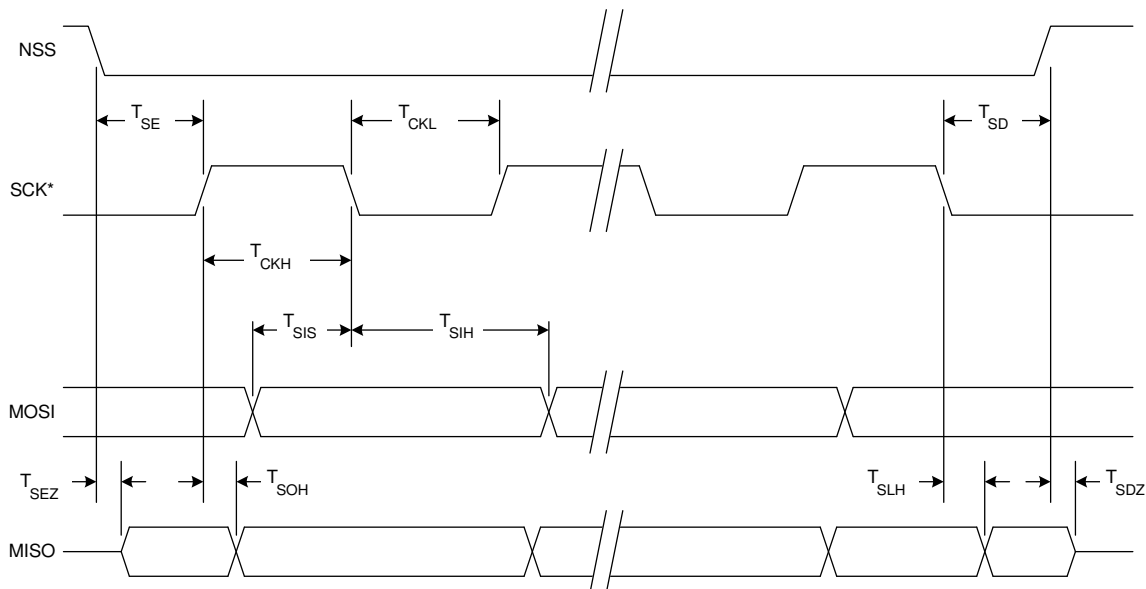 NSS
T_SE
T_CKL
T_SD
SCK*
T_CKH
T_SIS
T_SIH
MOSI
T_SEZ
T_SOH
T_SLH
T_SDZ
MISO